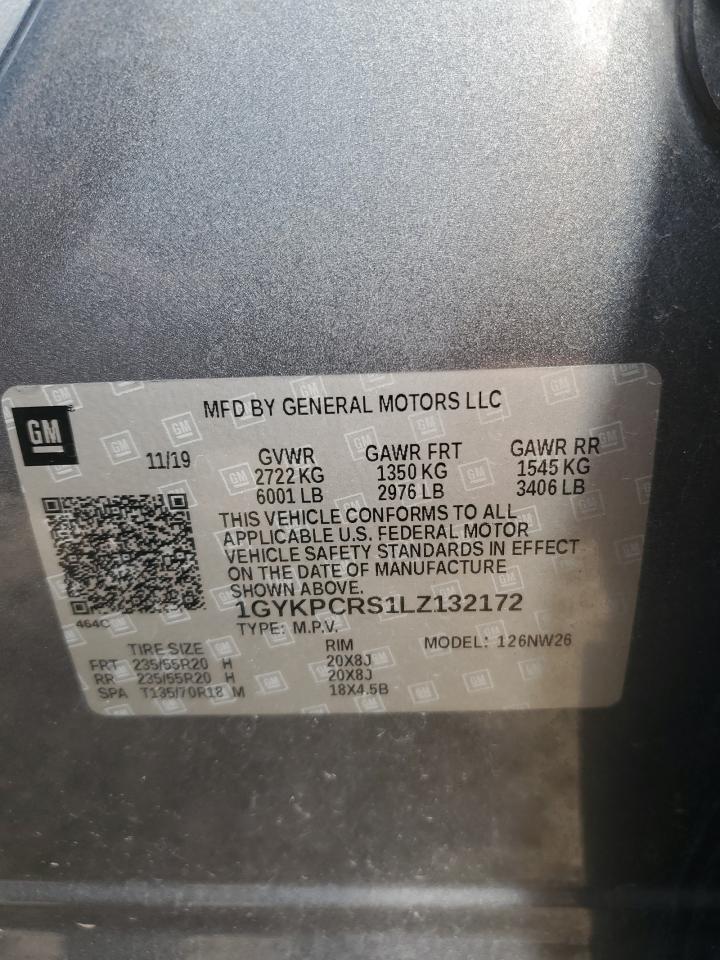 MFD BY GENERAL MOTORS LLC
GM
11/19
GVWR GAWR FRT GAWR RR
2722 KG 1350 KG 1545 KG
6001 LB 2976 LB 3406 LB
THIS VEHICLE CONFORMS TO ALL
APPLICABLE U.S. FEDERAL MOTOR
VEHICLE SAFETY STANDARDS IN EFFECT
ON THE DATE OF MANUFACTURE
SHOWN ABOVE.
1GYKPCRS1LZ132172
464C
TYPE: M.P.V.
TIRE SIZE RIM MODEL: 126NW26
FRT 235/55R20 H 20X8J
RR 235/55R20 H 20X8J
SPA T135/70R18 M 18X4.5B